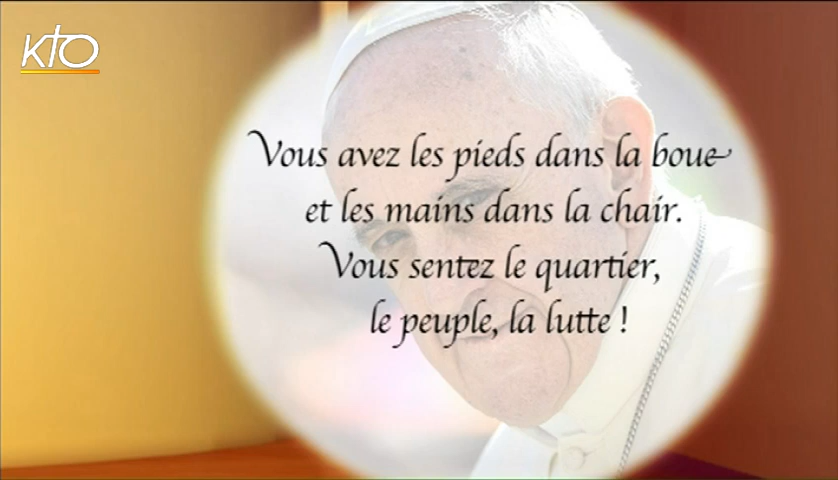 KTO
Vous avez les pieds dans la boue
et les mains dans la chair.
Vous sentez le quartier,
le peuple, la lutte !